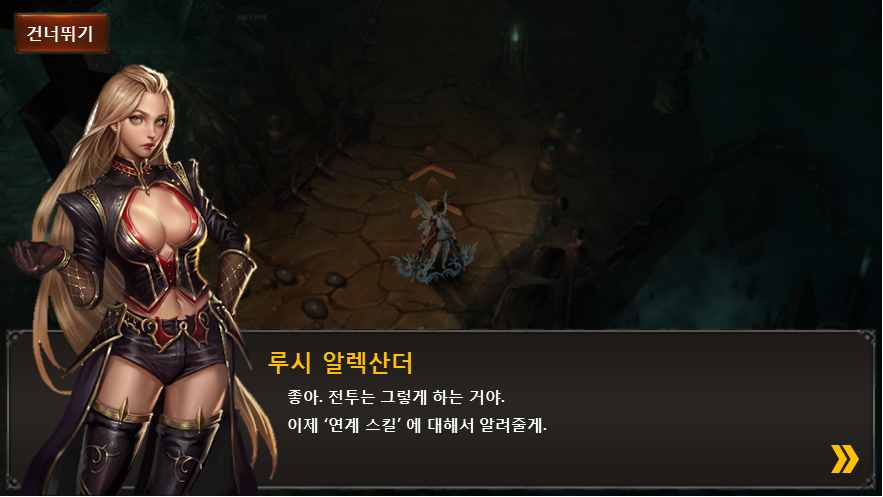 건너뛰기
루시 알렉산더
좋아. 전투는 그렇게 하는 거야.
이제 ‘연계 스킬’ 에 대해서 알려줄게.